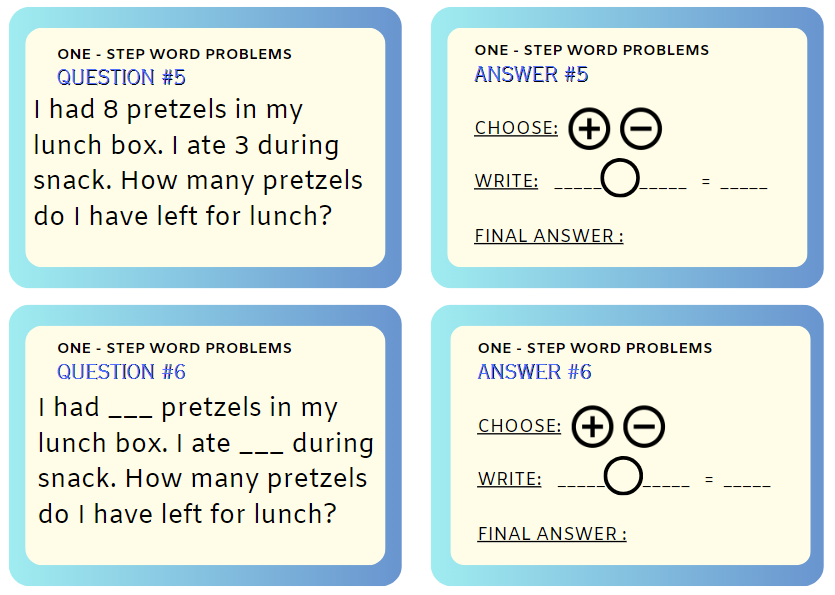 ONE - STEP WORD PROBLEMS
QUESTION #5
I had 8 pretzels in my
lunch box. I ate 3 during
snack. How many pretzels
do I have left for lunch?
ONE - STEP WORD PROBLEMS
ANSWER #5
CHOOSE: + −
WRITE: _____◯_____ = _____
FINAL ANSWER :
ONE - STEP WORD PROBLEMS
QUESTION #6
I had ___ pretzels in my
lunch box. I ate ___ during
snack. How many pretzels
do I have left for lunch?
ONE - STEP WORD PROBLEMS
ANSWER #6
CHOOSE: + −
WRITE: _____◯_____ = _____
FINAL ANSWER :